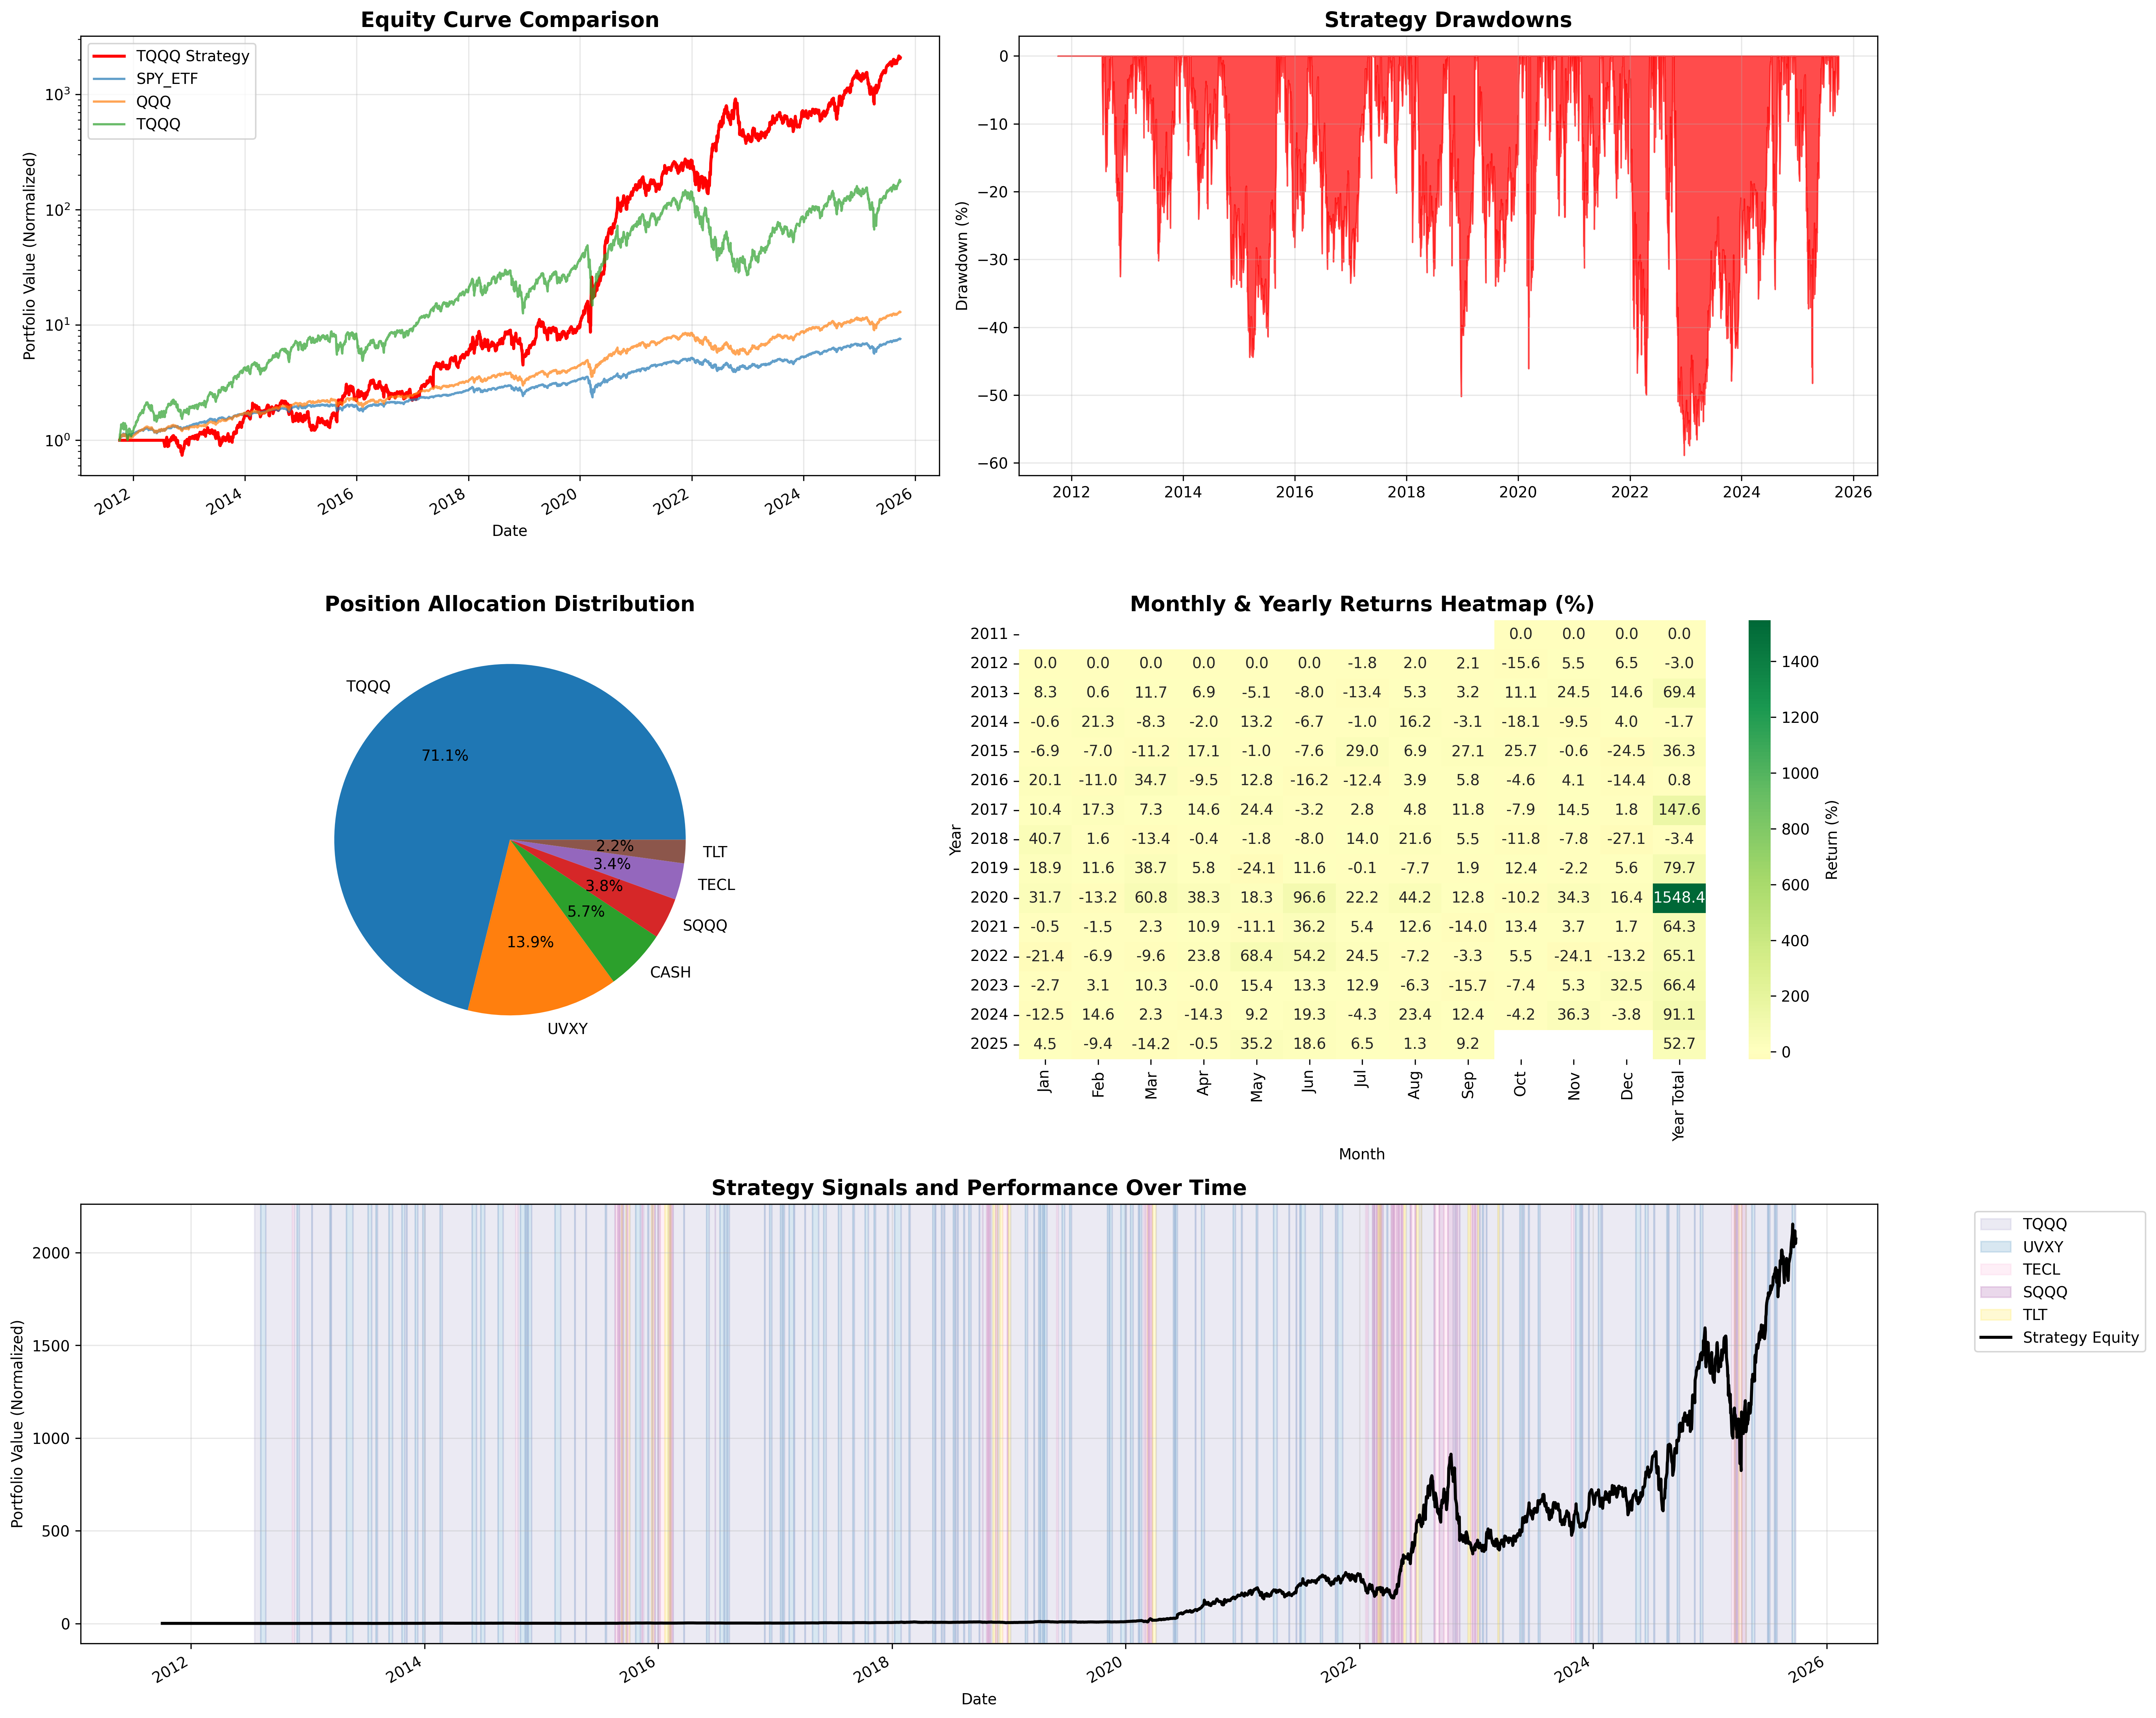 Equity Curve Comparison
TQQQ Strategy
SPY_ETF
QQQ
TQQQ
Portfolio Value (Normalized)
10³
10²
10¹
10⁰
2012 2014 2016 2018 2020 2022 2024 2026
Date
Strategy Drawdowns
Drawdown (%)
0
−10
−20
−30
−40
−50
−60
2012 2014 2016 2018 2020 2022 2024 2026
Position Allocation Distribution
TQQQ
71.1%
UVXY
13.9%
CASH
5.7%
SQQQ
3.8%
TECL
3.4%
TLT
2.2%
Monthly & Yearly Returns Heatmap (%)
Year
2011 0.0 0.0 0.0 0.0
2012 0.0 0.0 0.0 0.0 0.0 0.0 -1.8 2.0 2.1 -15.6 5.5 6.5 -3.0
2013 8.3 0.6 11.7 6.9 -5.1 -8.0 -13.4 5.3 3.2 11.1 24.5 14.6 69.4
2014 -0.6 21.3 -8.3 -2.0 13.2 -6.7 -1.0 16.2 -3.1 -18.1 -9.5 4.0 -1.7
2015 -6.9 -7.0 -11.2 17.1 -1.0 -7.6 29.0 6.9 27.1 25.7 -0.6 -24.5 36.3
2016 20.1 -11.0 34.7 -9.5 12.8 -16.2 -12.4 3.9 5.8 -4.6 4.1 -14.4 0.8
2017 10.4 17.3 7.3 14.6 24.4 -3.2 2.8 4.8 11.8 -7.9 14.5 1.8 147.6
2018 40.7 1.6 -13.4 -0.4 -1.8 -8.0 14.0 21.6 5.5 -11.8 -7.8 -27.1 -3.4
2019 18.9 11.6 38.7 5.8 -24.1 11.6 -0.1 -7.7 1.9 12.4 -2.2 5.6 79.7
2020 31.7 -13.2 60.8 38.3 18.3 96.6 22.2 44.2 12.8 -10.2 34.3 16.4 1548.4
2021 -0.5 -1.5 2.3 10.9 -11.1 36.2 5.4 12.6 -14.0 13.4 3.7 1.7 64.3
2022 -21.4 -6.9 -9.6 23.8 68.4 54.2 24.5 -7.2 -3.3 5.5 -24.1 -13.2 65.1
2023 -2.7 3.1 10.3 -0.0 15.4 13.3 12.9 -6.3 -15.7 -7.4 5.3 32.5 66.4
2024 -12.5 14.6 2.3 -14.3 9.2 19.3 -4.3 23.4 12.4 -4.2 36.3 -3.8 91.1
2025 4.5 -9.4 -14.2 -0.5 35.2 18.6 6.5 1.3 9.2 52.7
Jan Feb Mar Apr May Jun Jul Aug Sep Oct Nov Dec Year Total
Month
1400
1200
1000
800
600
400
200
0
Return (%)
Strategy Signals and Performance Over Time
Portfolio Value (Normalized)
2000
1500
1000
500
0
2012 2014 2016 2018 2020 2022 2024 2026
Date
TQQQ
UVXY
TECL
SQQQ
TLT
Strategy Equity